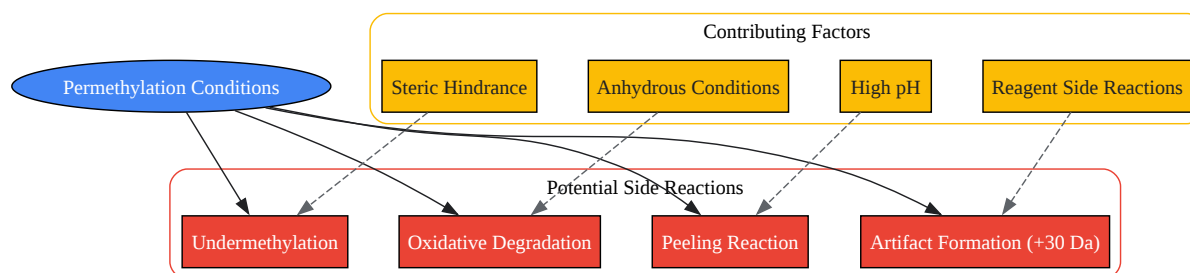 Contributing Factors
Permethylation Conditions
Steric Hindrance
Anhydrous Conditions
High pH
Reagent Side Reactions
Potential Side Reactions
Undermethylation
Oxidative Degradation
Peeling Reaction
Artifact Formation (+30 Da)